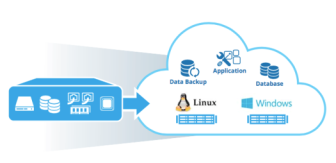 Application
Data Backup
Database
Linux
Windows